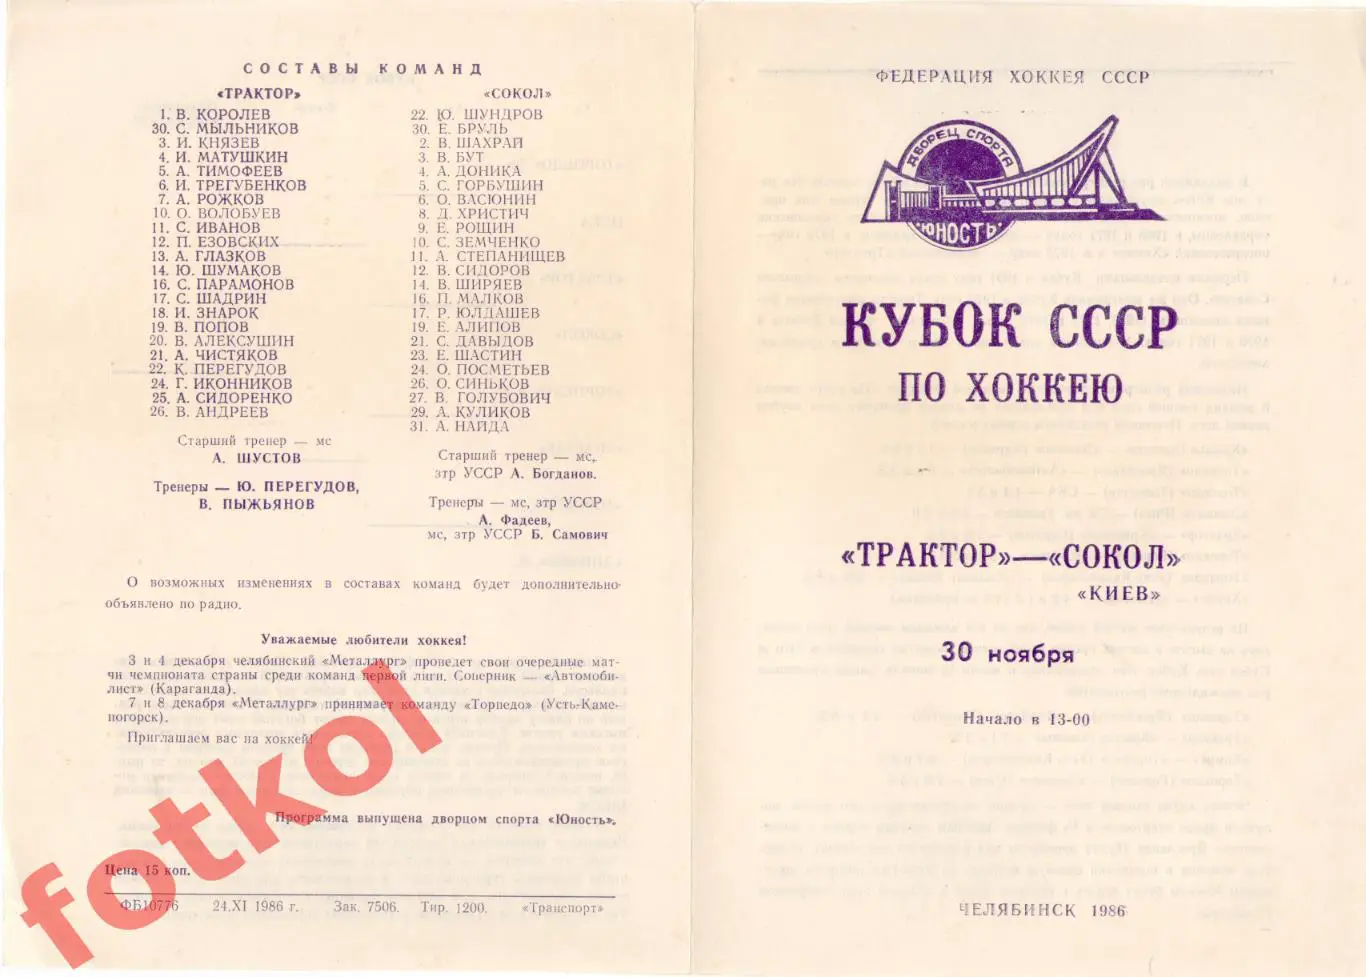 СОСТАВЫ КОМАНД
«ТРАКТОР»
1. В. КОРОЛЕВ
30. С. МЫЛЬНИКОВ
3. И. КНЯЗЕВ
4. И. МАТУШКИН
5. А. ТИМОФЕЕВ
6. И. ТРЕГУБЕНКОВ
7. А. РОЖКОВ
10. О. ВОЛОБУЕВ
11. С. ИВАНОВ
12. П. ЕЗОВСКИХ
13. А. ГЛАЗКОВ
14. Ю. ШУМАКОВ
16. С. ПАРАМОНОВ
17. С. ШАДРИН
18. И. ЗНАРОК
19. В. ПОПОВ
20. В. АЛЕКСУШИН
21. А. ЧИСТЯКОВ
22. К. ПЕРЕГУДОВ
24. Г. ИКОННИКОВ
25. А. СИДОРЕНКО
26. В. АНДРЕЕВ
Старший тренер — мс
А. ШУСТОВ
Тренеры — Ю. ПЕРЕГУДОВ,
В. ПЫЖЬЯНОВ
«СОКОЛ»
22. Ю. ШУНДРОВ
30. Е. БРУЛЬ
2. В. ШАХРАЙ
3. В. БУТ
4. А. ДОНИКА
5. С. ГОРБУШИН
6. О. ВАСЮНИН
8. Д. ХРИСТИЧ
9. Е. РОЩИН
10. С. ЗЕМЧЕНКО
11. А. СТЕПАНИЩЕВ
12. В. СИДОРОВ
14. В. ШИРЯЕВ
16. П. МАЛКОВ
17. Р. ЮЛДАШЕВ
19. Е. АЛИПОВ
21. С. ДАВЫДОВ
23. Е. ШАСТИН
24. О. ПОСМЕТЬЕВ
26. О. СИНЬКОВ
27. В. ГОЛУБОВИЧ
29. А. КУЛИКОВ
31. А. НАЙДА
Старший тренер — мс,
зтр УССР А. Богданов.
Тренеры — мс, зтр УССР
А. Фадеев,
мс, зтр УССР Б. Самович
О возможных изменениях в составах команд будет дополнительно
объявлено по радио.
Уважаемые любители хоккея!
3 и 4 декабря челябинский «Металлург» проведет свои очередные мат-
чи чемпионата страны среди команд первой лиги. Соперник — «Автомоби-
лист» (Караганда).
7 и 8 декабря «Металлург» принимает команду «Торпедо» (Усть-Каме-
ногорск).
Приглашаем вас на хоккей!
Программа выпущена дворцом спорта «Юность».
Цена 15 коп.
ФБ10776 24.XI 1986 г. Зак. 7506. Тир. 1200. «Транспорт»
fotkol
ФЕДЕРАЦИЯ ХОККЕЯ СССР
ДВОРЕЦ СПОРТА
"ЮНОСТЬ"
КУБОК СССР
ПО ХОККЕЮ
«ТРАКТОР»—«СОКОЛ»
«КИЕВ»
30 ноября
Начало в 13-00
ЧЕЛЯБИНСК 1986